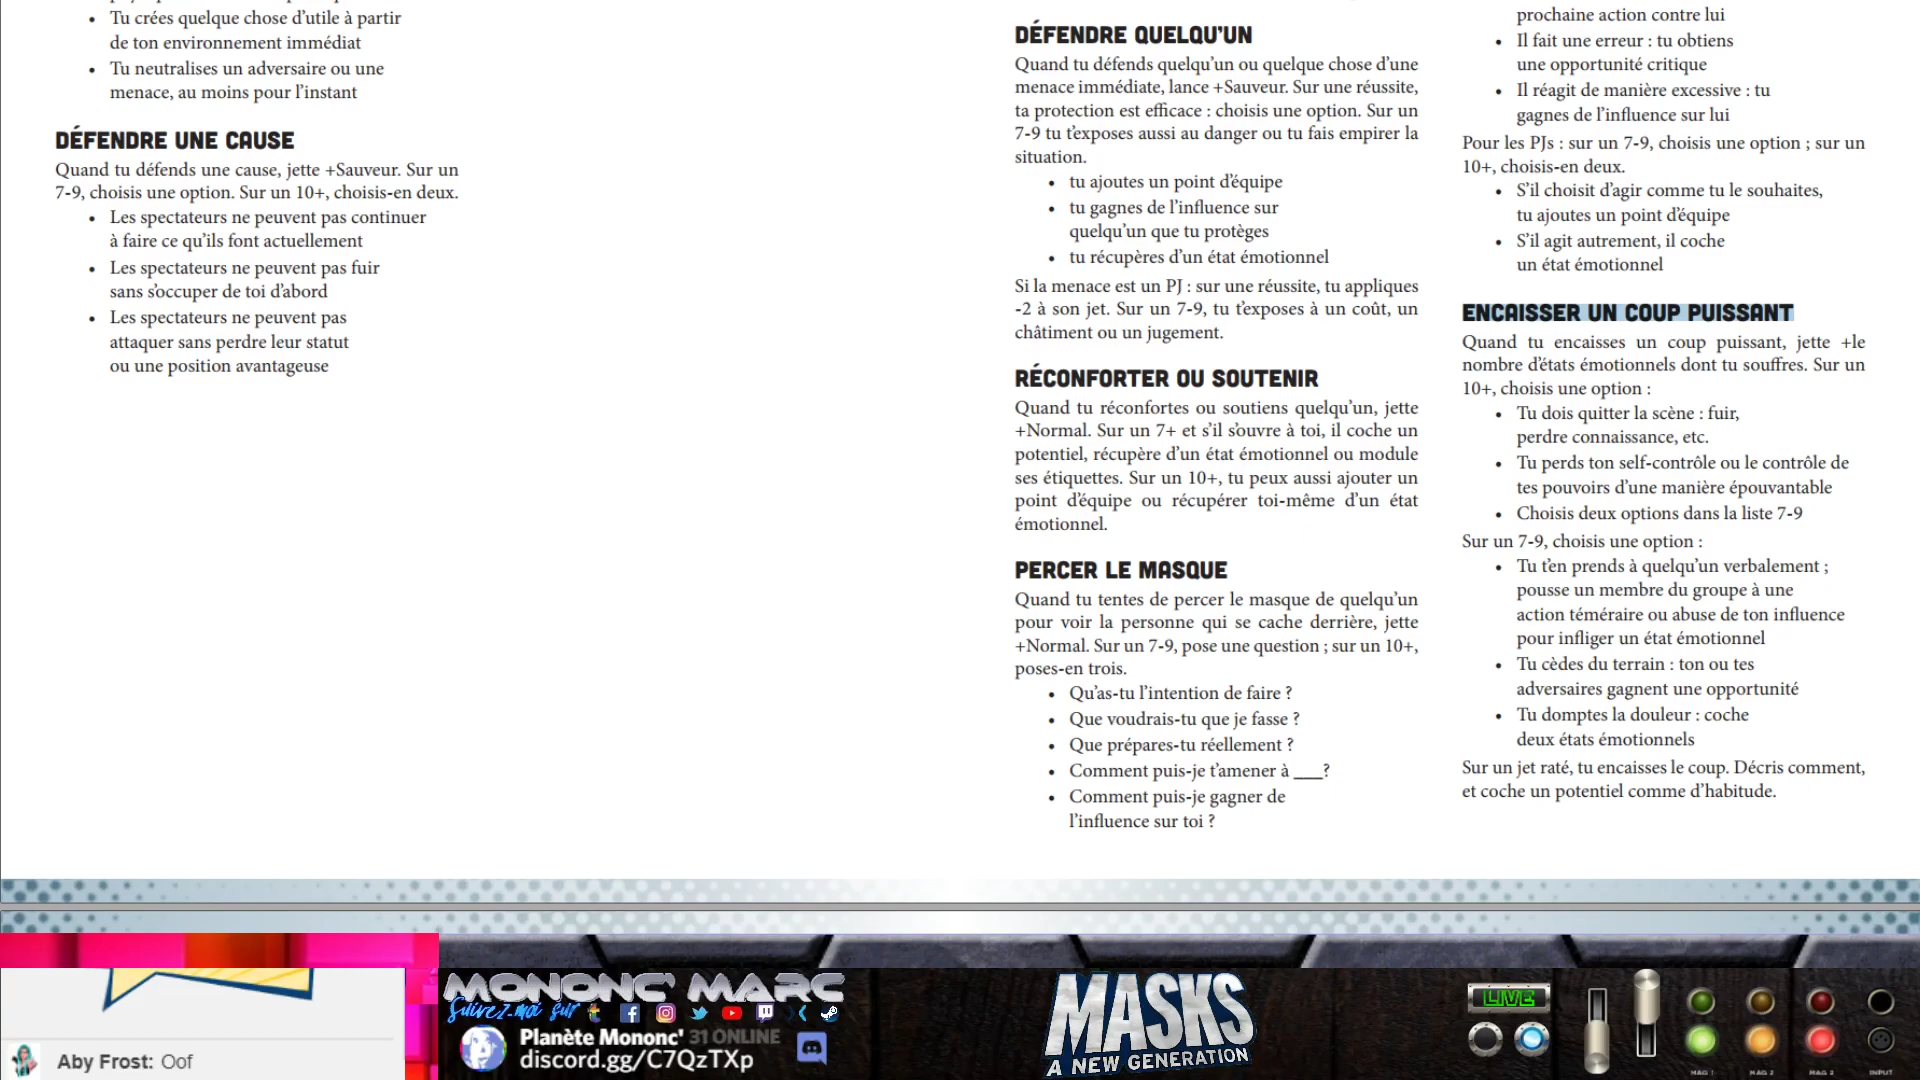 Tu crées quelque chose d'utile à partir
de ton environnement immédiat
Tu neutralises un adversaire ou une
menace, au moins pour l'instant
DÉFENDRE UNE CAUSE
Quand tu défends une cause, jette +Sauveur. Sur un
7-9, choisis une option. Sur un 10+, choisis-en deux.
Les spectateurs ne peuvent pas continuer
à faire ce qu'ils font actuellement
Les spectateurs ne peuvent pas fuir
sans s'occuper de toi d'abord
Les spectateurs ne peuvent pas
attaquer sans perdre leur statut
ou une position avantageuse
DÉFENDRE QUELQU'UN
Quand tu défends quelqu'un ou quelque chose d'une
menace immédiate, lance +Sauveur. Sur une réussite,
ta protection est efficace : choisis une option. Sur un
7-9 tu t'exposes aussi au danger ou tu fais empirer la
situation.
tu ajoutes un point d'équipe
tu gagnes de l'influence sur
quelqu'un que tu protèges
tu récupères d'un état émotionnel
Si la menace est un PJ : sur une réussite, tu appliques
-2 à son jet. Sur un 7-9, tu t'exposes à un coût, un
châtiment ou un jugement.
RÉCONFORTER OU SOUTENIR
Quand tu réconfortes ou soutiens quelqu'un, jette
+Normal. Sur un 7+ et s'il s'ouvre à toi, il coche un
potentiel, récupère d'un état émotionnel ou module
ses étiquettes. Sur un 10+, tu peux aussi ajouter un
point d'équipe ou récupérer toi-même d'un état
émotionnel.
PERCER LE MASQUE
Quand tu tentes de percer le masque de quelqu'un
pour voir la personne qui se cache derrière, jette
+Normal. Sur un 7-9, pose une question ; sur un 10+,
poses-en trois.
Qu'as-tu l'intention de faire ?
Que voudrais-tu que je fasse ?
Que prépares-tu réellement ?
Comment puis-je t'amener à ___?
Comment puis-je gagner de
l'influence sur toi ?
prochaine action contre lui
Il fait une erreur : tu obtiens
une opportunité critique
Il réagit de manière excessive : tu
gagnes de l'influence sur lui
Pour les PJs : sur un 7-9, choisis une option ; sur un
10+, choisis-en deux.
S'il choisit d'agir comme tu le souhaites,
tu ajoutes un point d'équipe
S'il agit autrement, il coche
un état émotionnel
ENCAISSER UN COUP PUISSANT
Quand tu encaisses un coup puissant, jette +le
nombre d'états émotionnels dont tu souffres. Sur un
10+, choisis une option :
Tu dois quitter la scène : fuir,
perdre connaissance, etc.
Tu perds ton self-contrôle ou le contrôle de
tes pouvoirs d'une manière épouvantable
Choisis deux options dans la liste 7-9
Sur un 7-9, choisis une option :
Tu t'en prends à quelqu'un verbalement ;
pousse un membre du groupe à une
action téméraire ou abuse de ton influence
pour infliger un état émotionnel
Tu cèdes du terrain : ton ou tes
adversaires gagnent une opportunité
Tu domptes la douleur : coche
deux états émotionnels
Sur un jet raté, tu encaisses le coup. Décris comment,
et coche un potentiel comme d'habitude.
MONONC' MARC
Suivez-moi sur
Planète Mononc' 31 ONLINE
discord.gg/C7QzTXp
Aby Frost: Oof
MASKS
A NEW GENERATION
LIVE
MAG 1
MAG 2
MAG 3
INPUT